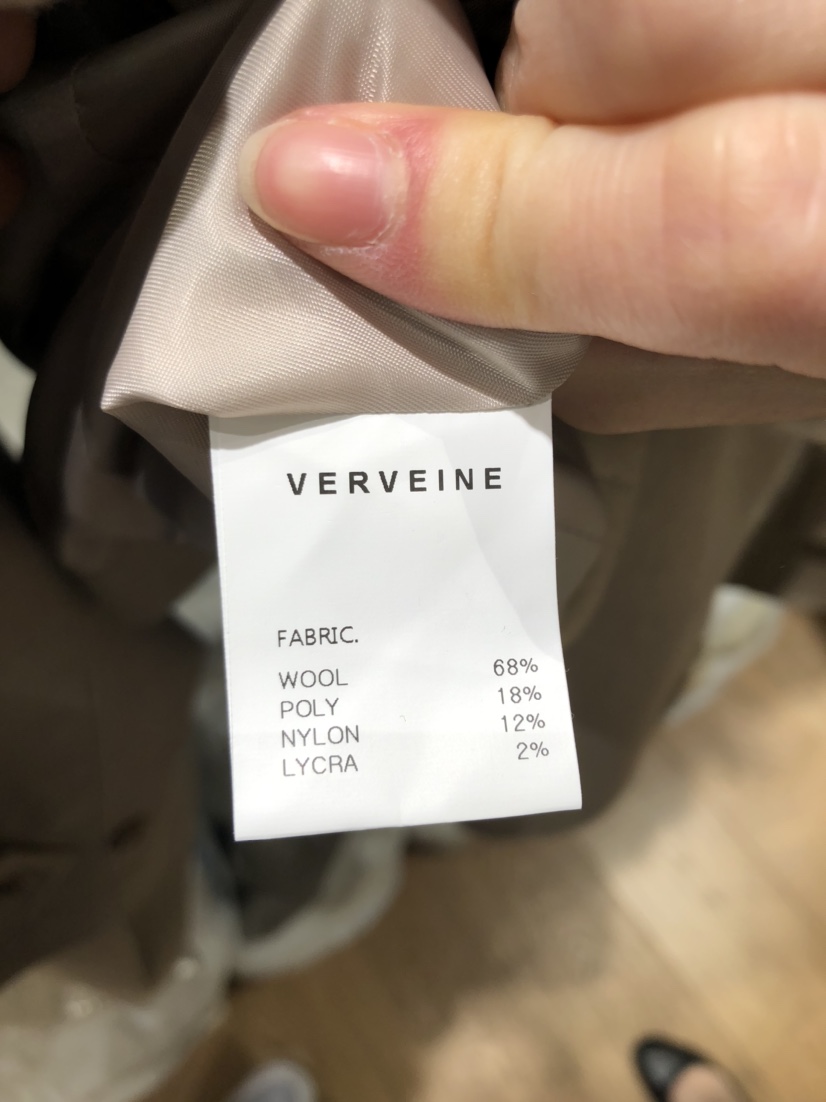 VERVEINE
FABRIC.
WOOL 68%
POLY 18%
NYLON 12%
LYCRA 2%